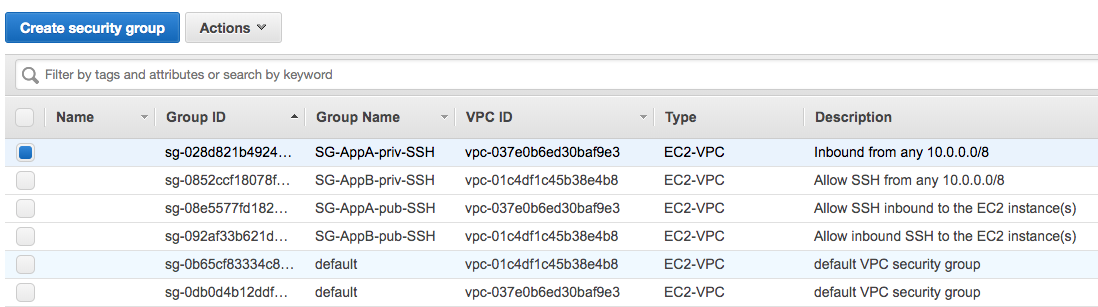 Create security group Actions
Filter by tags and attributes or search by keyword
Name Group ID Group Name VPC ID Type Description
sg-028d821b4924… SG-AppA-priv-SSH vpc-037e0b6ed30baf9e3 EC2-VPC Inbound from any 10.0.0.0/8
sg-0852ccf18078f… SG-AppB-priv-SSH vpc-01c4df1c45b38e4b8 EC2-VPC Allow SSH from any 10.0.0.0/8
sg-08e5577fd182… SG-AppA-pub-SSH vpc-037e0b6ed30baf9e3 EC2-VPC Allow SSH inbound to the EC2 instance(s)
sg-092af33b621d… SG-AppB-pub-SSH vpc-01c4df1c45b38e4b8 EC2-VPC Allow inbound SSH to the EC2 instance(s)
sg-0b65cf83334c8… default vpc-01c4df1c45b38e4b8 EC2-VPC default VPC security group
sg-0db0d4b12ddf… default vpc-037e0b6ed30baf9e3 EC2-VPC default VPC security group